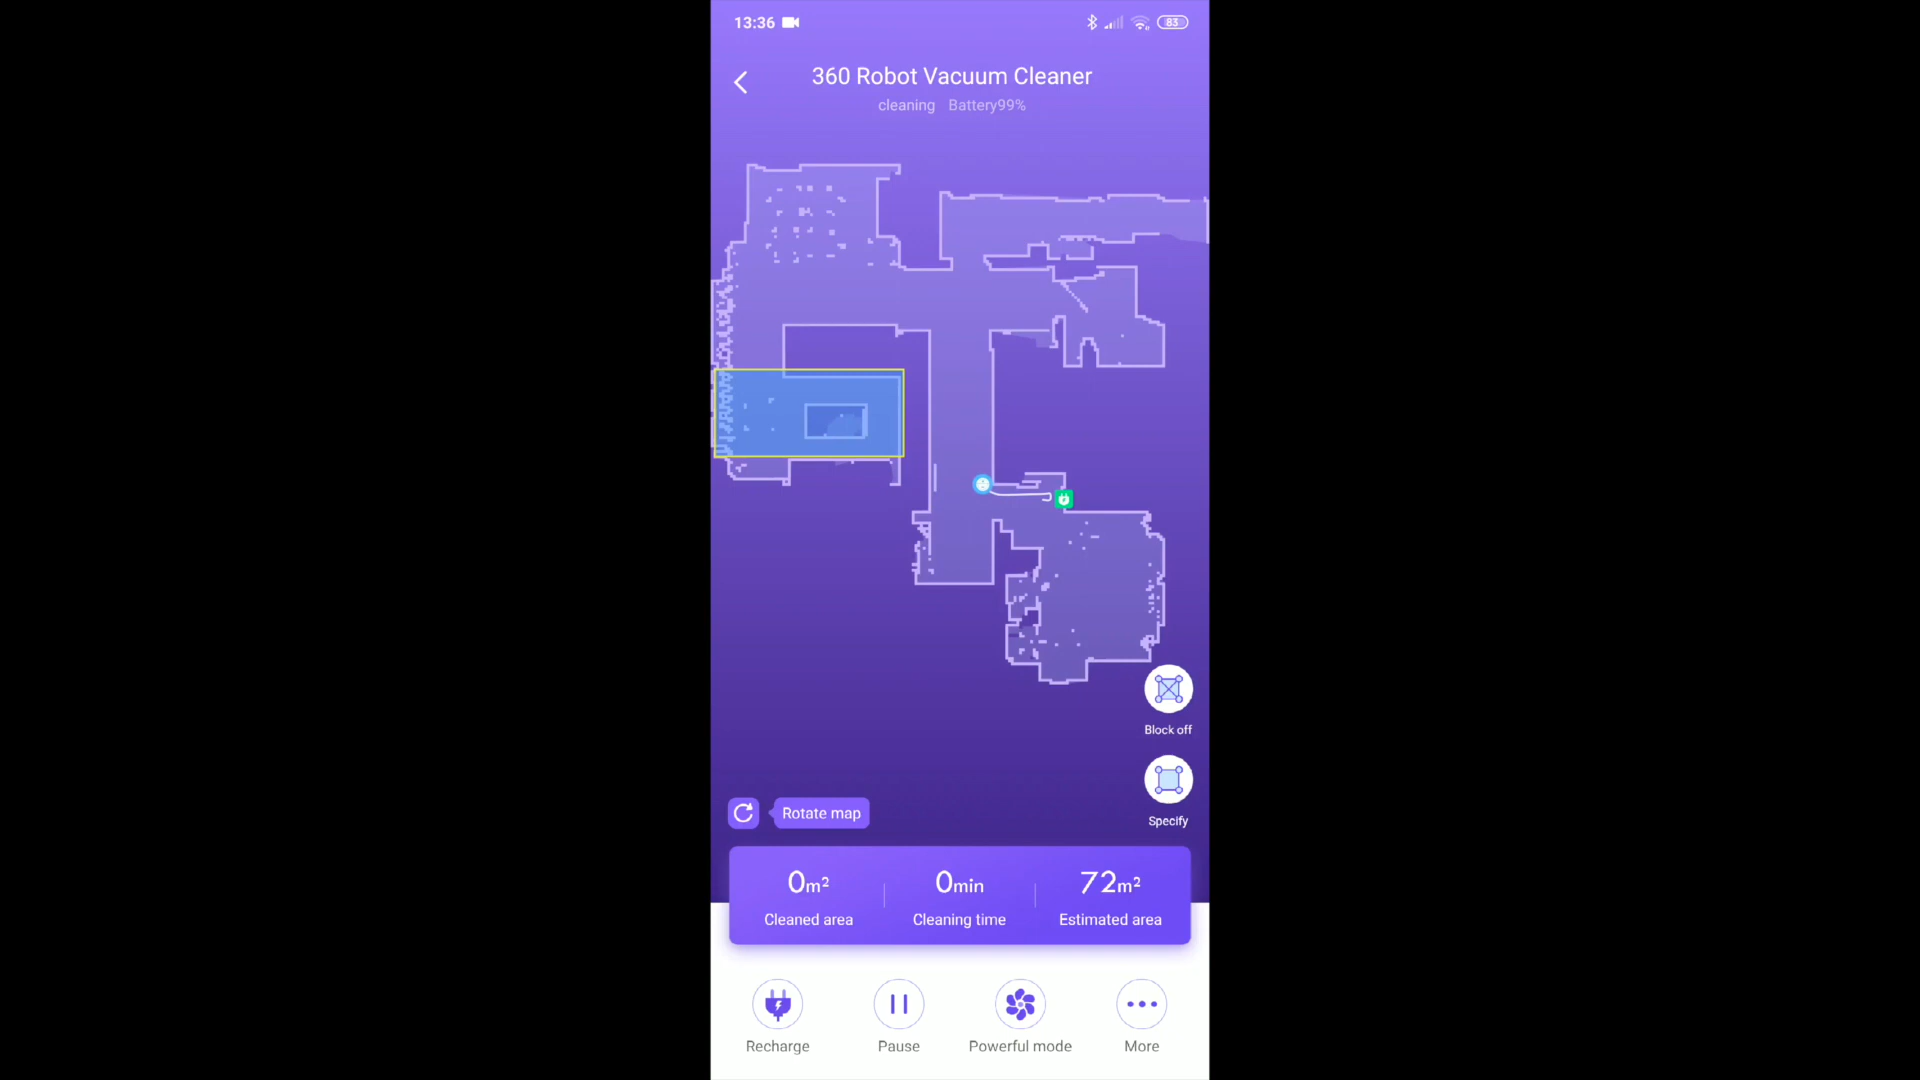 13:36
83
360 Robot Vacuum Cleaner
cleaning Battery99%
Block off
Specify
Rotate map
0m²
0min
72m²
Cleaned area
Cleaning time
Estimated area
Recharge
Pause
Powerful mode
More